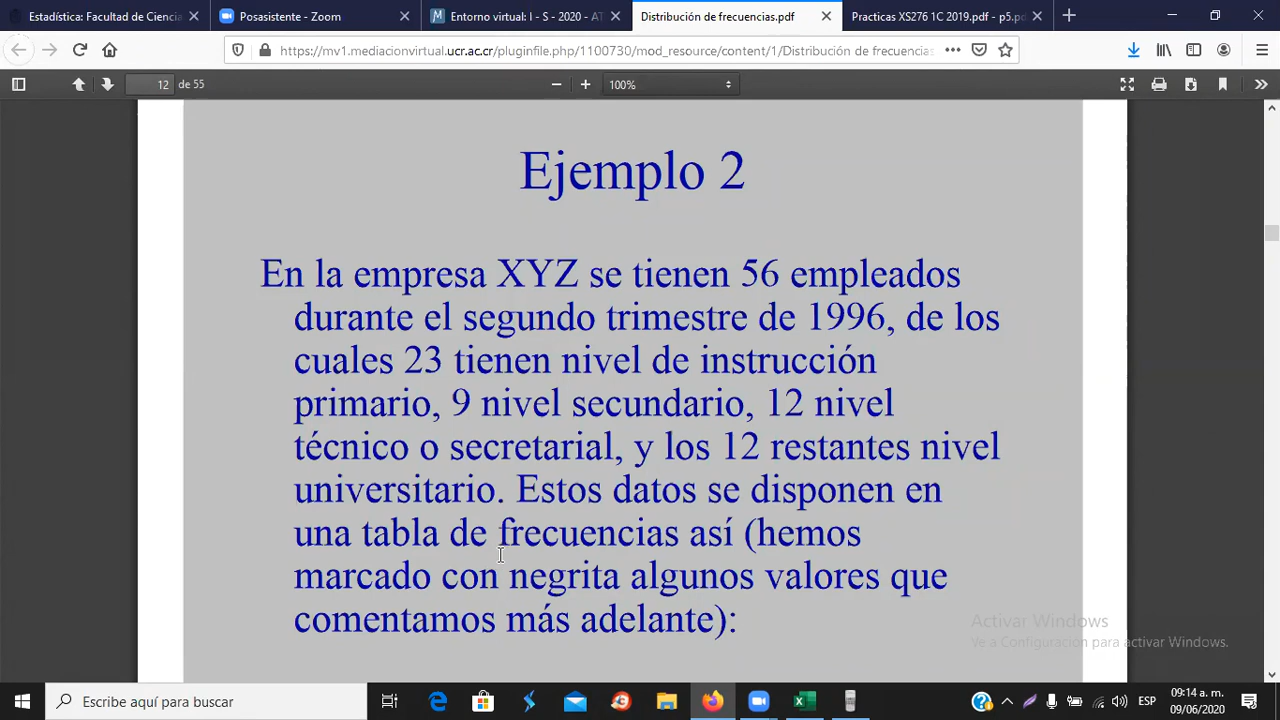 Estadística: Facultad de Ciencia
Posasistente - Zoom
Entorno virtual: I - S - 2020 - AT
Distribución de frecuencias.pdf
Practicas XS276 1C 2019.pdf - p5.pd
https://mv1.mediacionvirtual.ucr.ac.cr/pluginfile.php/1100730/mod_resource/content/1/Distribución de frecuencias
12 de 55
100%
Ejemplo 2
En la empresa XYZ se tienen 56 empleados
durante el segundo trimestre de 1996, de los
cuales 23 tienen nivel de instrucción
primario, 9 nivel secundario, 12 nivel
técnico o secretarial, y los 12 restantes nivel
universitario. Estos datos se disponen en
una tabla de frecuencias así (hemos
marcado con negrita algunos valores que
comentamos más adelante):
Activar Windows
Ve a Configuración para activar Windows.
Escribe aquí para buscar
ESP
09:14 a. m.
09/06/2020